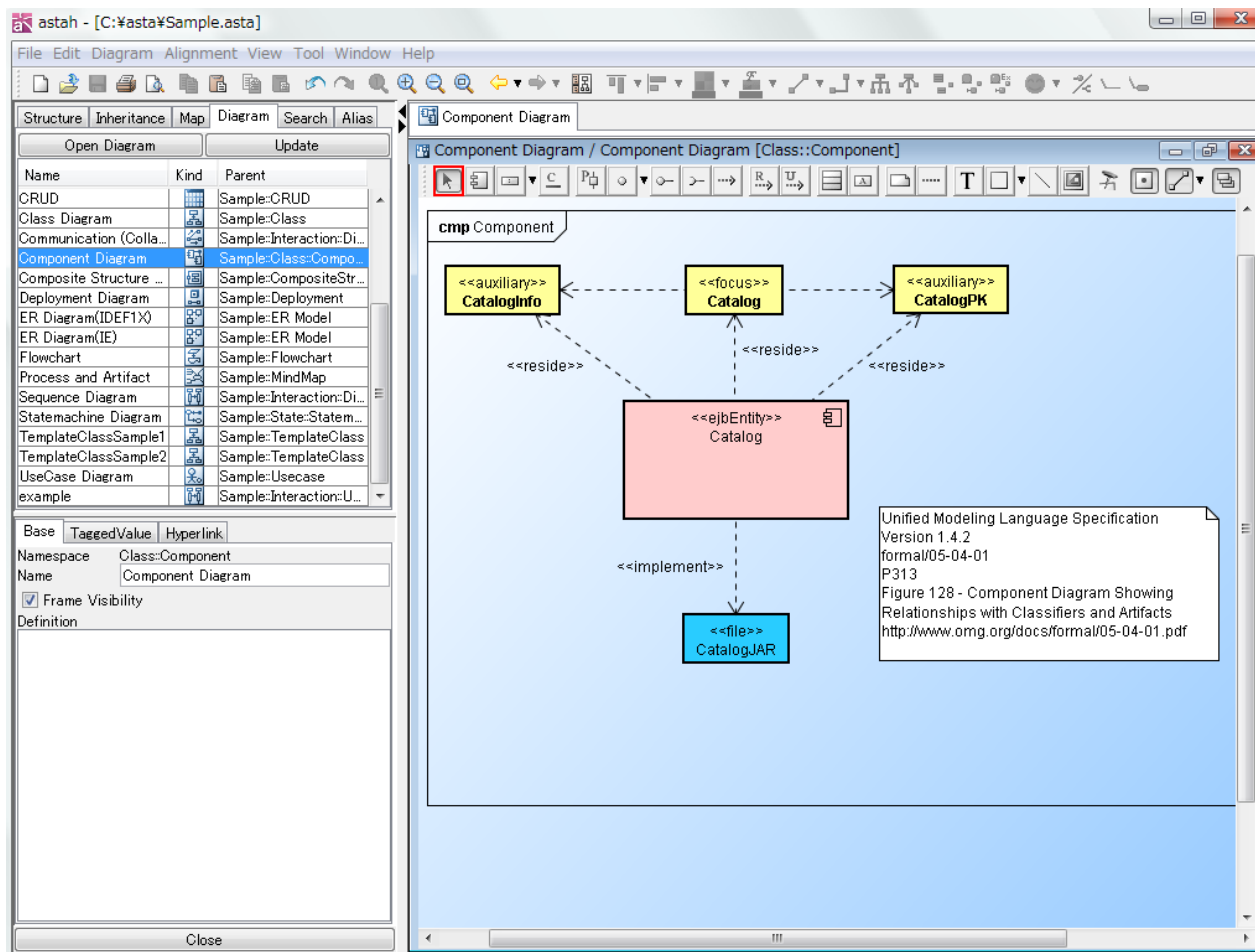 astah - [C:¥asta¥Sample.asta]
File Edit Diagram Alignment View Tool Window Help
Structure Inheritance Map Diagram Search Alias
Open Diagram Update
Name Kind Parent
CRUD Sample::CRUD
Class Diagram Sample::Class
Communication (Colla... Sample::Interaction::Di...
Component Diagram Sample::Class::Compo...
Composite Structure ... Sample::CompositeStr...
Deployment Diagram Sample::Deployment
ER Diagram(IDEF1X) Sample::ER Model
ER Diagram(IE) Sample::ER Model
Flowchart Sample::Flowchart
Process and Artifact Sample::MindMap
Sequence Diagram Sample::Interaction::Di...
Statemachine Diagram Sample::State::Statem...
TemplateClassSample1 Sample::TemplateClass
TemplateClassSample2 Sample::TemplateClass
UseCase Diagram Sample::Usecase
example Sample::Interaction::U...
Base TaggedValue Hyperlink
Namespace Class::Component
Name Component Diagram
Frame Visibility
Definition
Close
Component Diagram
Component Diagram / Component Diagram [Class::Component]
C P R U A T
cmp Component
<<auxiliary>>
CatalogInfo
<<focus>>
Catalog
<<auxiliary>>
CatalogPK
<<reside>>
<<reside>>
<<reside>>
<<ejbEntity>>
Catalog
<<implement>>
<<file>>
CatalogJAR
Unified Modeling Language Specification
Version 1.4.2
formal/05-04-01
P313
Figure 128 - Component Diagram Showing
Relationships with Classifiers and Artifacts
http://www.omg.org/docs/formal/05-04-01.pdf